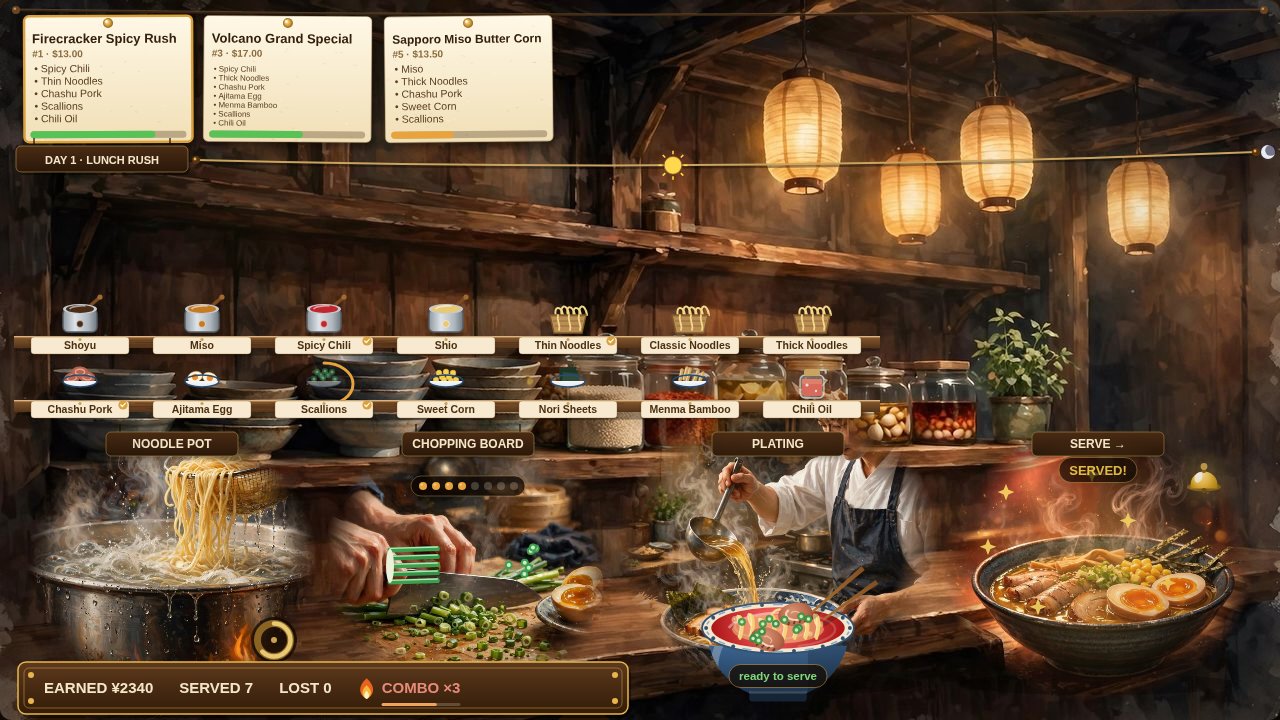 Firecracker Spicy Rush
#1 · $13.00
• Spicy Chili
• Thin Noodles
• Chashu Pork
• Scallions
• Chili Oil
Volcano Grand Special
#3 · $17.00
• Spicy Chili
• Thick Noodles
• Chashu Pork
• Ajitama Egg
• Menma Bamboo
• Scallions
• Chili Oil
Sapporo Miso Butter Corn
#5 · $13.50
• Miso
• Thick Noodles
• Chashu Pork
• Sweet Corn
• Scallions
DAY 1 · LUNCH RUSH
Shoyu
Miso
Spicy Chili
Shio
Thin Noodles
Classic Noodles
Thick Noodles
Chashu Pork
Ajitama Egg
Scallions
Sweet Corn
Nori Sheets
Menma Bamboo
Chili Oil
NOODLE POT
CHOPPING BOARD
PLATING
SERVE →
SERVED!
ready to serve
EARNED ¥2340
SERVED 7
LOST 0
COMBO ×3